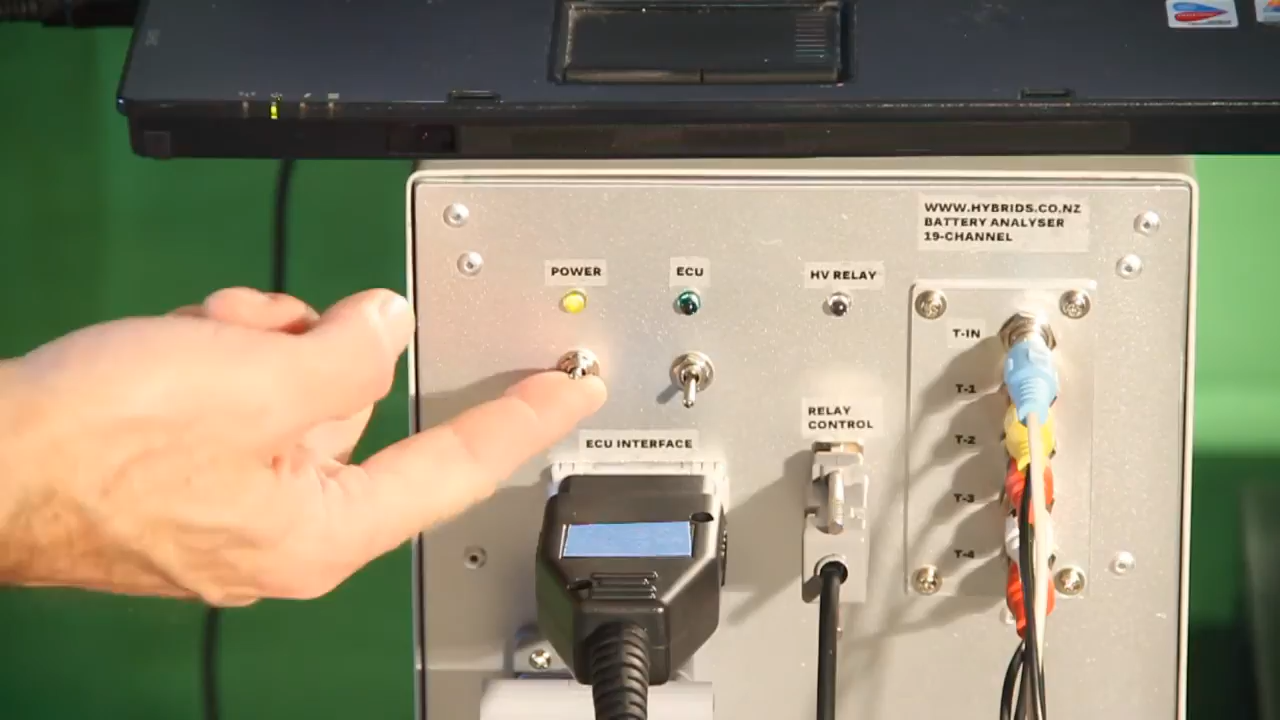 WWW.HYBRIDS.CO.NZ
BATTERY ANALYSER
19-CHANNEL
POWER
ECU
HV RELAY
T-IN
T-1
RELAY
CONTROL
T-2
ECU INTERFACE
T-3
T-4